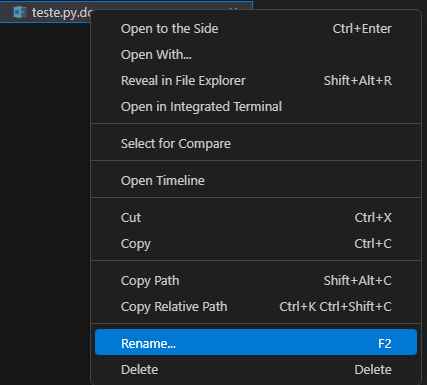 teste.py.do
Open to the Side Ctrl+Enter
Open With...
Reveal in File Explorer Shift+Alt+R
Open in Integrated Terminal
Select for Compare
Open Timeline
Cut Ctrl+X
Copy Ctrl+C
Copy Path Shift+Alt+C
Copy Relative Path Ctrl+K Ctrl+Shift+C
Rename... F2
Delete Delete